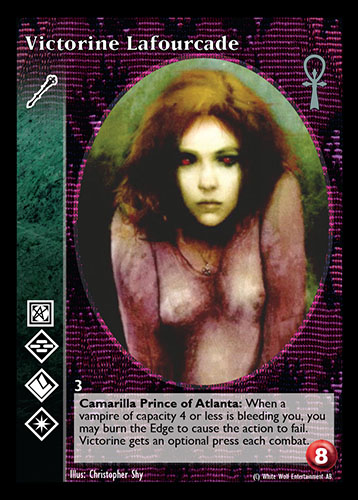 Victorine Lafourcade
3
Camarilla Prince of Atlanta: When a
vampire of capacity 4 or less is bleeding you, you
may burn the Edge to cause the action to fail.
Victorine gets an optional press each combat.
8
Illus: Christopher Shy
(C) White Wolf Entertainment AB.